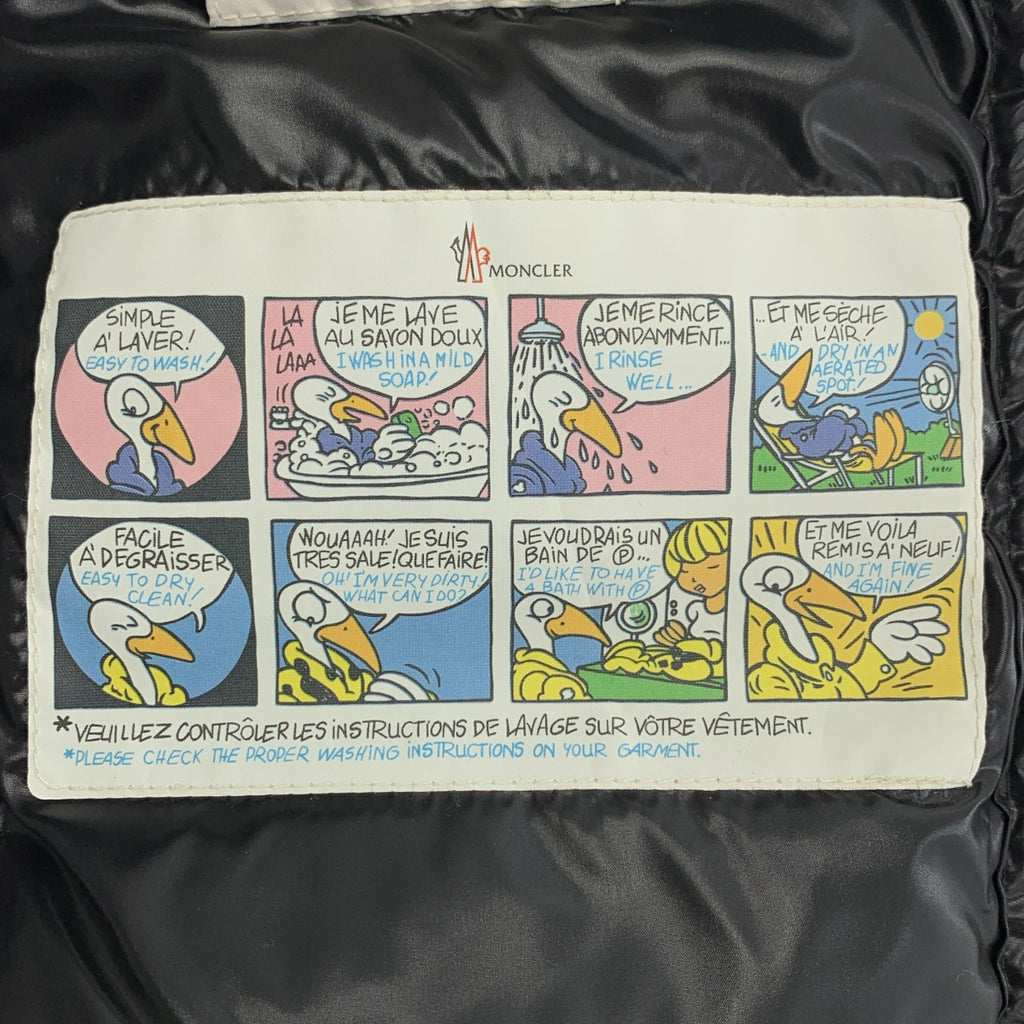 MONCLER
SIMPLE
A' LAVER!
EASY TO WASH!
LA
LA
LAAA
JE ME LAVE
AU SAVON DOUX
I WASH IN A MILD
SOAP!
JE ME RINCE
ABONDAMMENT...
I RINSE
WELL...
...ET ME SÈCHE
A' L'AIR!
-AND DRY IN AN
AERATED
SPOT!
FACILE
A' DEGRAISSER
EASY TO DRY
CLEAN!
WOUAAAH! JE SUIS
TRES SALE! QUE FAIRE?
OH! I'M VERY DIRTY!
WHAT CAN I DO?
JE VOUDRAIS UN
BAIN DE Ⓟ...
I'D LIKE TO HAVE
A BATH WITH Ⓟ
ET ME VOILA
REMIS A' NEUF!
AND I'M FINE
AGAIN!
*VEUILLEZ CONTRÔLER LES INSTRUCTIONS DE LAVAGE SUR VÔTRE VÊTEMENT.
*PLEASE CHECK THE PROPER WASHING INSTRUCTIONS ON YOUR GARMENT.